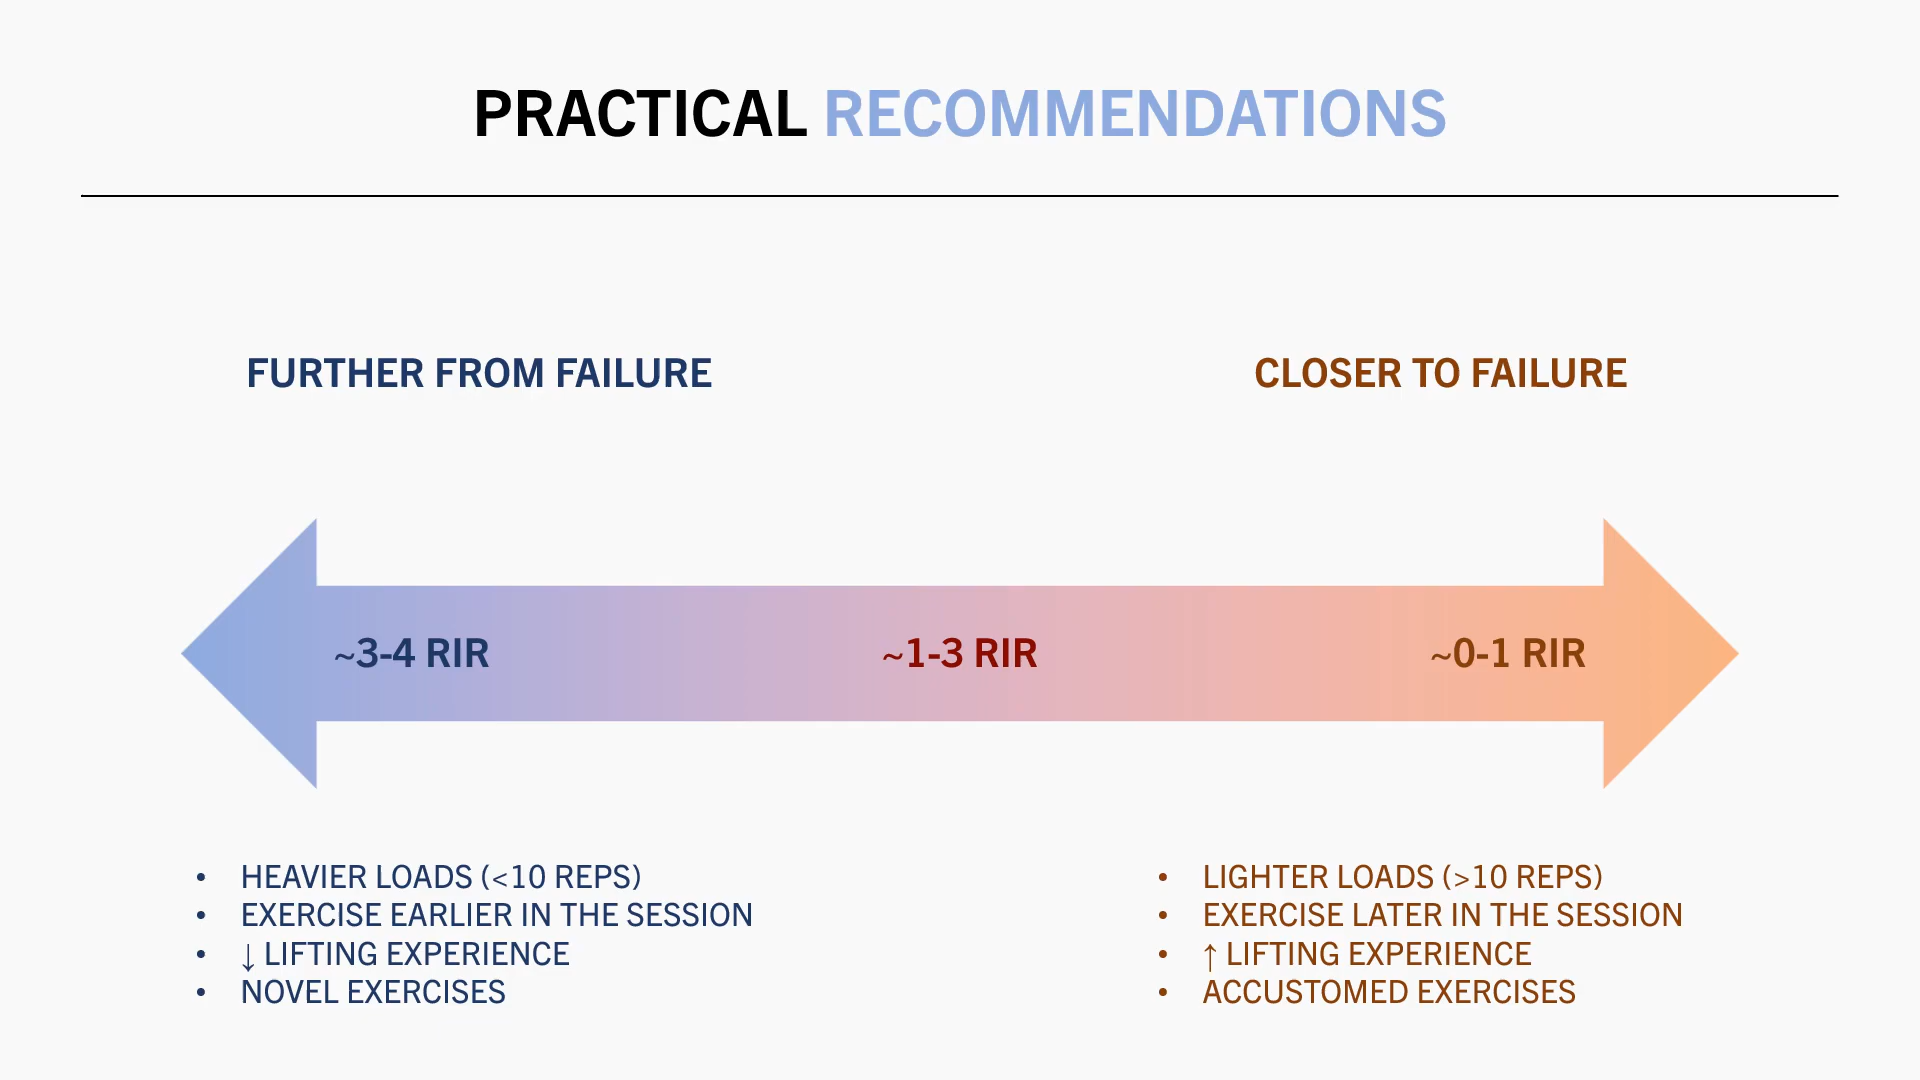 PRACTICAL RECOMMENDATIONS
FURTHER FROM FAILURE
CLOSER TO FAILURE
~3-4 RIR
~1-3 RIR
~0-1 RIR
• HEAVIER LOADS (<10 REPS)
• EXERCISE EARLIER IN THE SESSION
• ↓ LIFTING EXPERIENCE
• NOVEL EXERCISES
• LIGHTER LOADS (>10 REPS)
• EXERCISE LATER IN THE SESSION
• ↑ LIFTING EXPERIENCE
• ACCUSTOMED EXERCISES